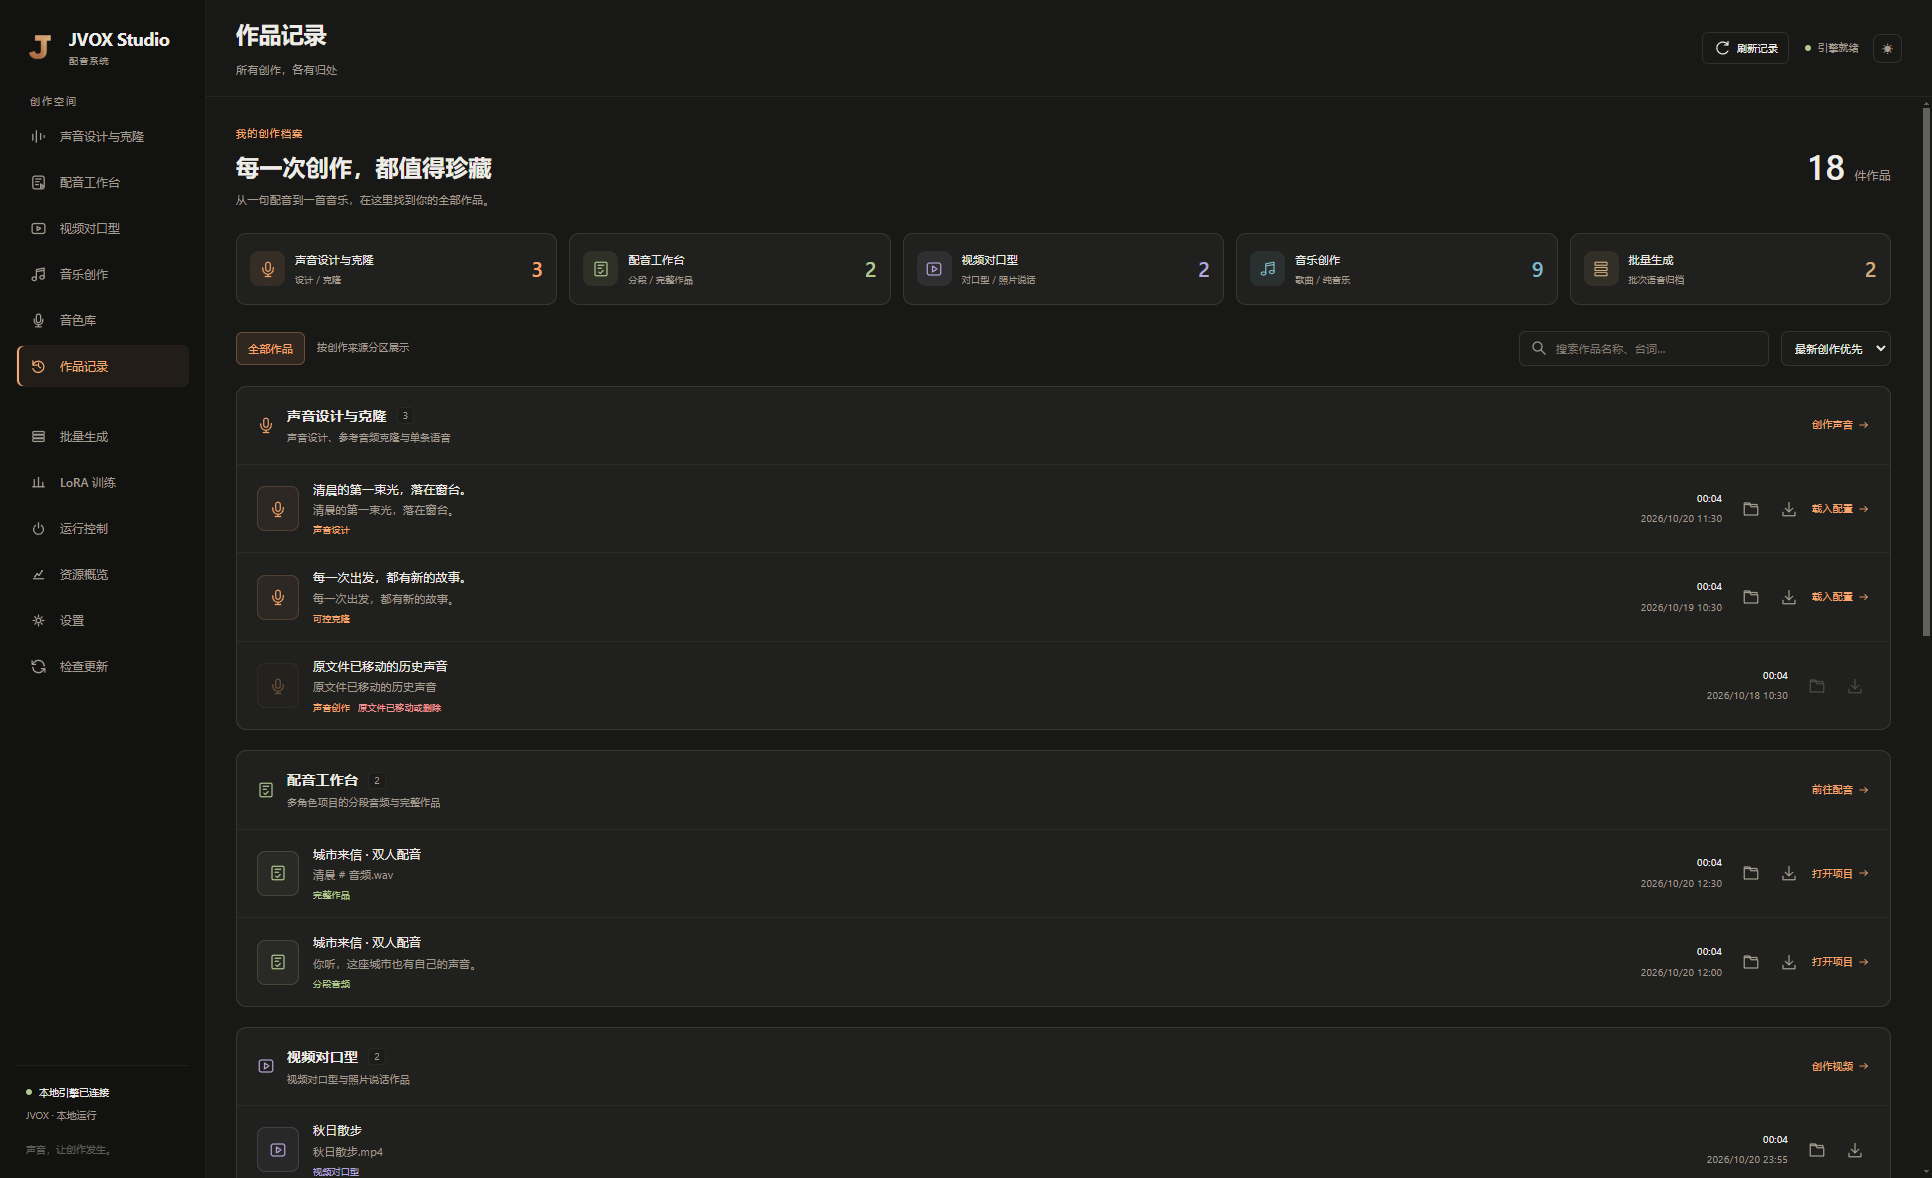 JVOX Studio
配音系统
创作空间
声音设计与克隆
配音工作台
视频对口型
音乐创作
音色库
作品记录
批量生成
LoRA 训练
运行控制
资源概览
设置
检查更新
本地引擎已连接
JVOX · 本地运行
声音，让创作发生。
作品记录
所有创作，各有归处
刷新记录
引擎就绪
我的创作档案
每一次创作，都值得珍藏
从一句配音到一首音乐，在这里找到你的全部作品。
18 件作品
声音设计与克隆
设计 / 克隆
3
配音工作台
分段 / 完整作品
2
视频对口型
对口型 / 照片说话
2
音乐创作
歌曲 / 纯音乐
9
批量生成
批次语音归档
2
全部作品
按创作来源分区展示
搜索作品名称、台词...
最新创作优先
声音设计与克隆 3
声音设计、参考音频克隆与单条语音
创作声音 →
清晨的第一束光，落在窗台。
清晨的第一束光，落在窗台。
声音设计
00:04
2026/10/20 11:30
载入配置 →
每一次出发，都有新的故事。
每一次出发，都有新的故事。
可控克隆
00:04
2026/10/19 10:30
载入配置 →
原文件已移动的历史声音
原文件已移动的历史声音
声音创作 原文件已移动或删除
00:04
2026/10/18 10:30
配音工作台 2
多角色项目的分段音频与完整作品
前往配音 →
城市来信 · 双人配音
清晨 # 音频.wav
完整作品
00:04
2026/10/20 12:30
打开项目 →
城市来信 · 双人配音
你听，这座城市也有自己的声音。
分段音频
00:04
2026/10/20 12:00
打开项目 →
视频对口型 2
视频对口型与照片说话作品
创作视频 →
秋日散步
秋日散步.mp4
视频对口型
00:04
2026/10/20 23:55